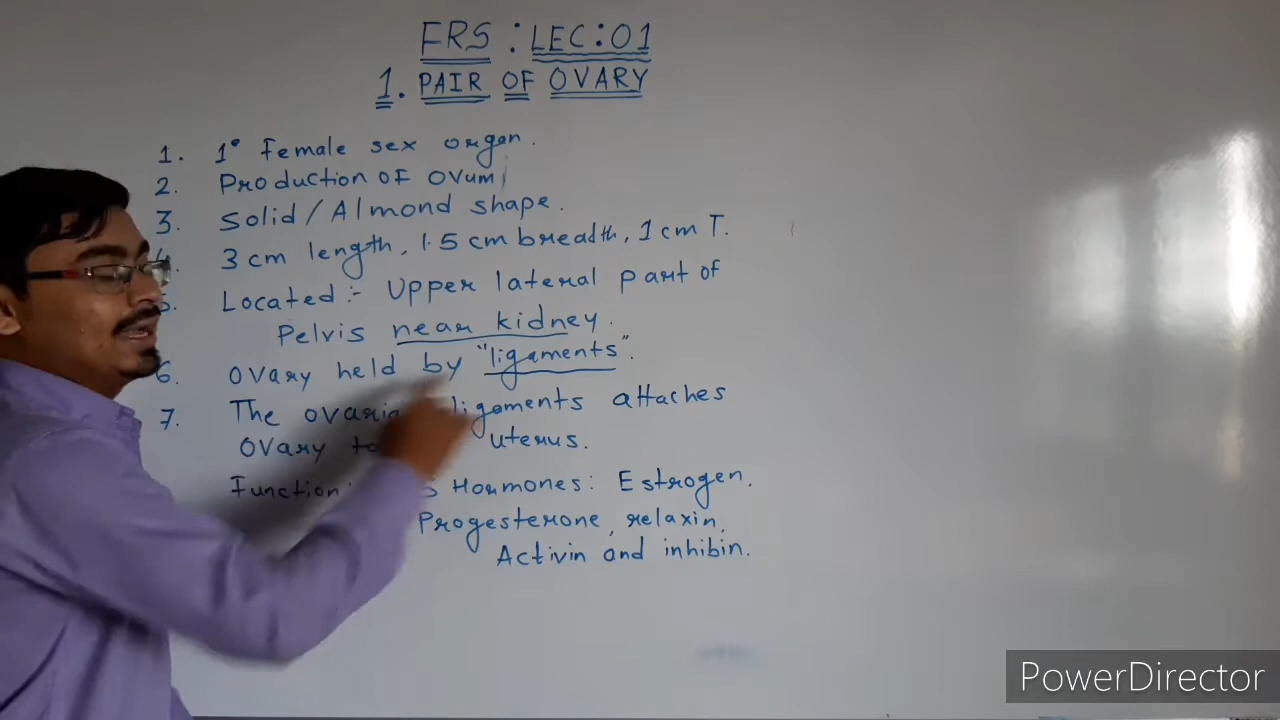 FRS : LEC:01
1. PAIR OF OVARY
1. 1° Female sex organ.
2. Production of ovum
3. Solid / Almond shape.
4. 3 cm length, 1.5 cm breadth, 1 cm T.
5. Located :- Upper lateral part of
Pelvis near kidney.
6. Ovary held by "ligaments".
7. The ligaments attaches
Ovary uterus.
Function Hormones: Estrogen,
Progesterone, relaxin,
Activin and inhibin.
PowerDirector